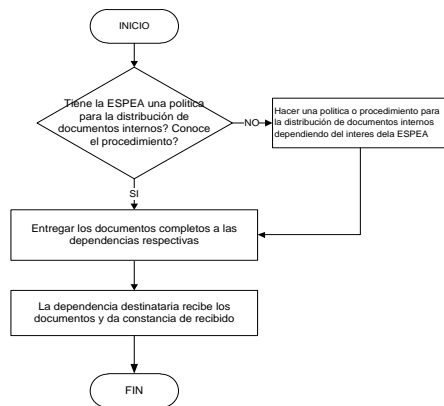 INICIO
Tiene la ESPEA una politica
para la distribución de
documentos internos? Conoce
el procedimiento?
NO
Hacer una politica o procedimiento para
la distribución de documentos internos
dependiendo del interes dela ESPEA
SI
Entregar los documentos completos a las
dependencias respectivas
La dependencia destinataria recibe los
documentos y da constancia de recibido
FIN